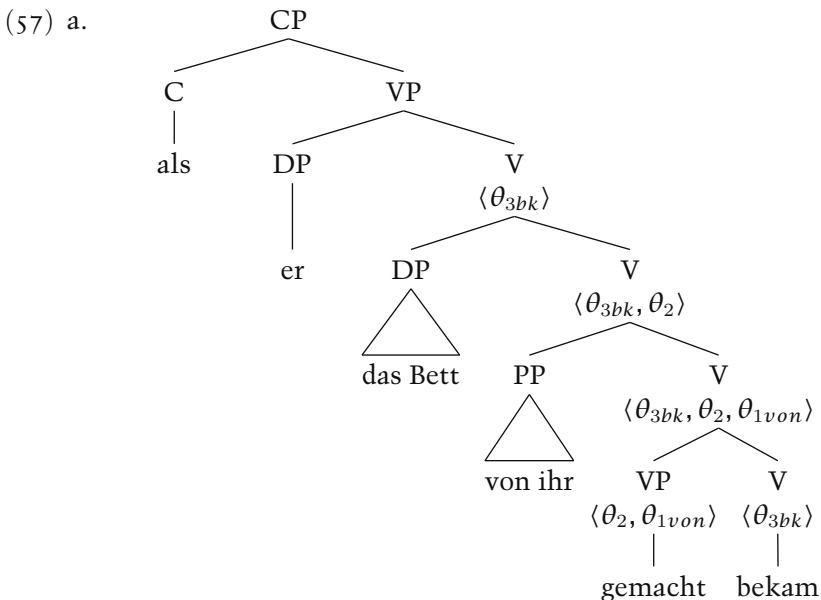 (57) a. CP
C VP
als DP V
⟨θ3bk⟩
er DP V
⟨θ3bk, θ2⟩
das Bett PP V
⟨θ3bk, θ2, θ1von⟩
von ihr VP V
⟨θ2, θ1von⟩ ⟨θ3bk⟩
gemacht bekam